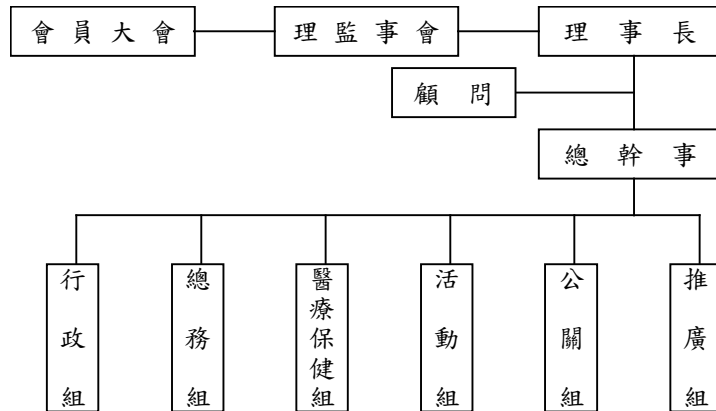 會員大會
理監事會
理事長
顧問
總幹事
行政組
總務組
醫療保健組
活動組
公關組
推廣組